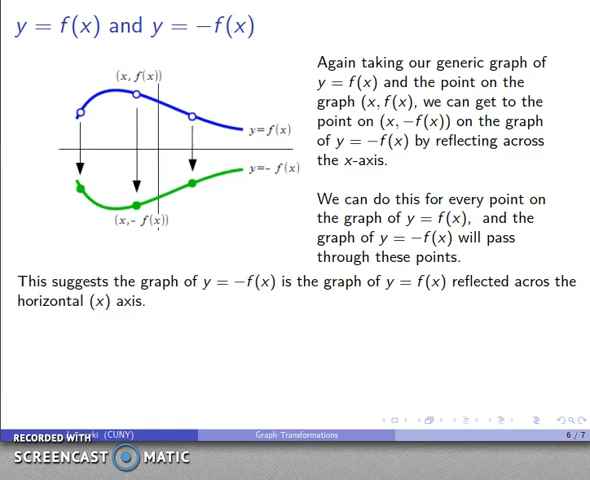 y = f(x) and y = −f(x)
(x, f(x))
y=f(x)
y=- f(x)
(x,- f(x))
Again taking our generic graph of
y = f(x) and the point on the
graph (x, f(x), we can get to the
point on (x, −f(x)) on the graph
of y = −f(x) by reflecting across
the x-axis.
We can do this for every point on
the graph of y = f(x), and the
graph of y = −f(x) will pass
through these points.
This suggests the graph of y = −f(x) is the graph of y = f(x) reflected acros the
horizontal (x) axis.
(CUNY)
Graph Transformations
6 / 7
RECORDED WITH
SCREENCAST MATIC